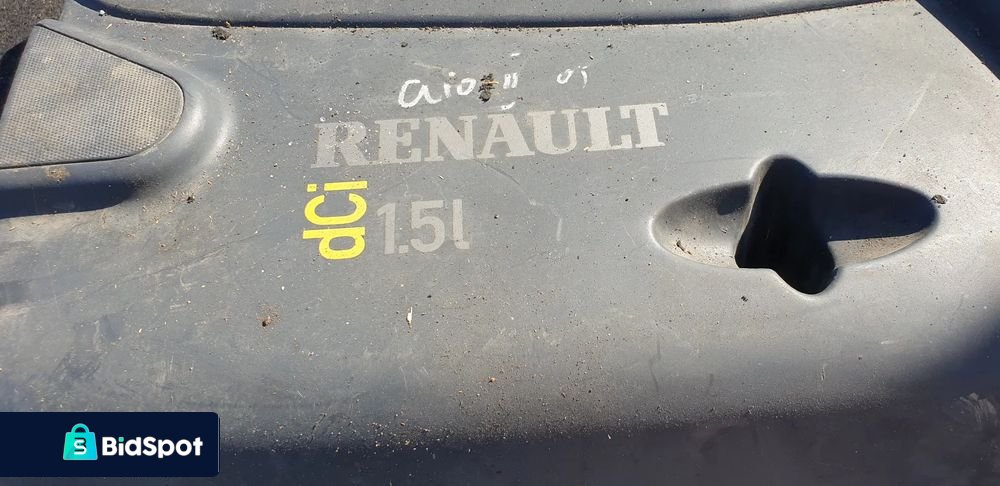 RENAULT
dCi
1.5l
BidSpot